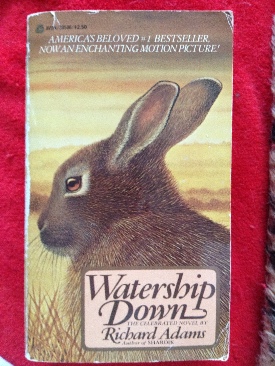 AMERICA'S BELOVED #1 BESTSELLER.
NOW AN ENCHANTING MOTION PICTURE!
Watership
Down
THE CELEBRATED NOVEL BY
Richard Adams
Author of SHARDIK